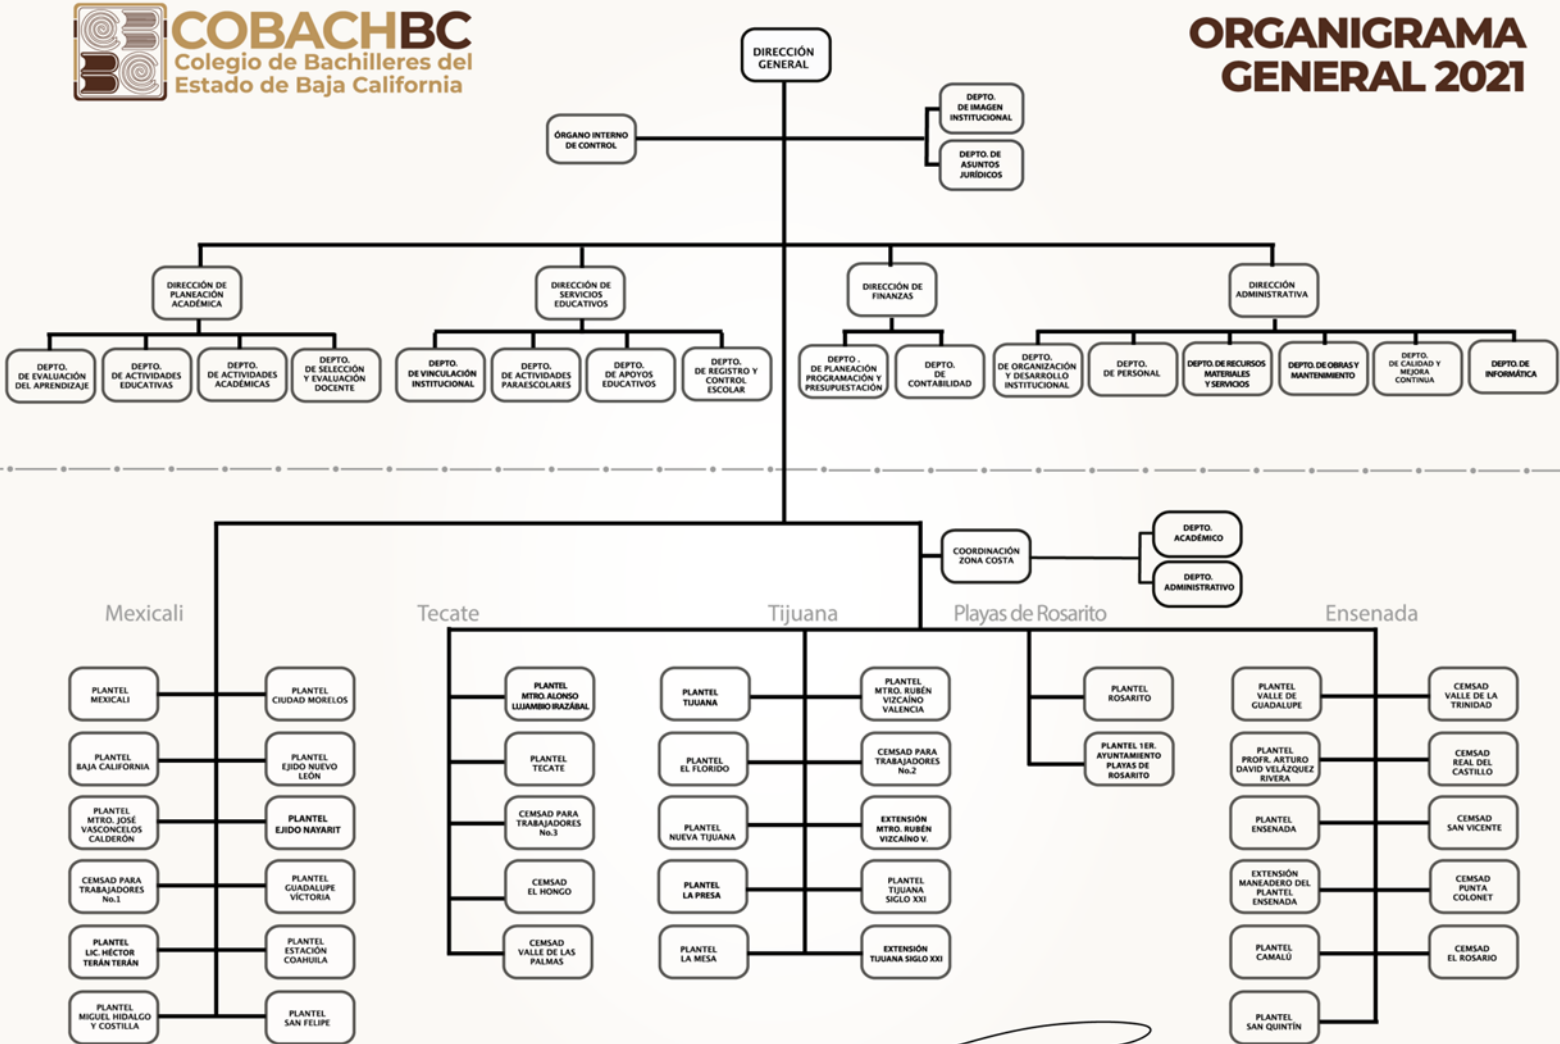 COBACHBC
Colegio de Bachilleres del
Estado de Baja California
ORGANIGRAMA
GENERAL 2021
DIRECCIÓN
GENERAL
ÓRGANO INTERNO
DE CONTROL
DEPTO.
DE IMAGEN
INSTITUCIONAL
DEPTO. DE
ASUNTOS
JURÍDICOS
DIRECCIÓN DE
PLANEACIÓN
ACADÉMICA
DIRECCIÓN DE
SERVICIOS
EDUCATIVOS
DIRECCIÓN DE
FINANZAS
DIRECCIÓN
ADMINISTRATIVA
DEPTO.
DE EVALUACIÓN
DEL APRENDIZAJE
DEPTO.
DE ACTIVIDADES
EDUCATIVAS
DEPTO.
DE ACTIVIDADES
ACADÉMICAS
DEPTO.
DE SELECCIÓN
Y EVALUACIÓN
DOCENTE
DEPTO.
DE VINCULACIÓN
INSTITUCIONAL
DEPTO.
DE ACTIVIDADES
PARAESCOLARES
DEPTO.
DE APOYOS
EDUCATIVOS
DEPTO.
DE REGISTRO Y
CONTROL
ESCOLAR
DEPTO .
DE PLANEACIÓN
PROGRAMACIÓN Y
PRESUPUESTACIÓN
DEPTO.
DE
CONTABILIDAD
DEPTO.
DE ORGANIZACIÓN
Y DESARROLLO
INSTITUCIONAL
DEPTO.
DE PERSONAL
DEPTO. DE RECURSOS
MATERIALES
Y SERVICIOS
DEPTO. DE OBRAS Y
MANTENIMIENTO
DEPTO.
DE CALIDAD Y
MEJORA
CONTINUA
DEPTO. DE
INFORMÁTICA
COORDINACIÓN
ZONA COSTA
DEPTO.
ACADÉMICO
DEPTO.
ADMINISTRATIVO
Mexicali
Tecate
Tijuana
Playas de Rosarito
Ensenada
PLANTEL
MEXICALI
PLANTEL
CIUDAD MORELOS
PLANTEL
BAJA CALIFORNIA
PLANTEL
EJIDO NUEVO
LEÓN
PLANTEL
MTRO. JOSÉ
VASCONCELOS
CALDERÓN
PLANTEL
EJIDO NAYARIT
CEMSAD PARA
TRABAJADORES
No.1
PLANTEL
GUADALUPE
VÍCTORIA
PLANTEL
LIC. HÉCTOR
TERÁN TERÁN
PLANTEL
ESTACIÓN
COAHUILA
PLANTEL
MIGUEL HIDALGO
Y COSTILLA
PLANTEL
SAN FELIPE
PLANTEL
MTRO. ALONSO
LUJAMBIO IRAZÁBAL
PLANTEL
TECATE
CEMSAD PARA
TRABAJADORES
No.3
CEMSAD
EL HONGO
CEMSAD
VALLE DE LAS
PALMAS
PLANTEL
TIJUANA
PLANTEL
MTRO. RUBÉN
VIZCAÍNO
VALENCIA
PLANTEL
EL FLORIDO
CEMSAD PARA
TRABAJADORES
No.2
PLANTEL
NUEVA TIJUANA
EXTENSIÓN
MTRO. RUBÉN
VIZCAÍNO V.
PLANTEL
LA PRESA
PLANTEL
TIJUANA
SIGLO XXI
PLANTEL
LA MESA
EXTENSIÓN
TIJUANA SIGLO XXI
PLANTEL
ROSARITO
PLANTEL 1ER.
AYUNTAMIENTO
PLAYAS DE
ROSARITO
PLANTEL
VALLE DE
GUADALUPE
CEMSAD
VALLE DE LA
TRINIDAD
PLANTEL
PROFR. ARTURO
DAVID VELÁZQUEZ
RIVERA
CEMSAD
REAL DEL
CASTILLO
PLANTEL
ENSENADA
CEMSAD
SAN VICENTE
EXTENSIÓN
MANEADERO DEL
PLANTEL
ENSENADA
CEMSAD
PUNTA
COLONET
PLANTEL
CAMALÚ
CEMSAD
EL ROSARIO
PLANTEL
SAN QUINTÍN